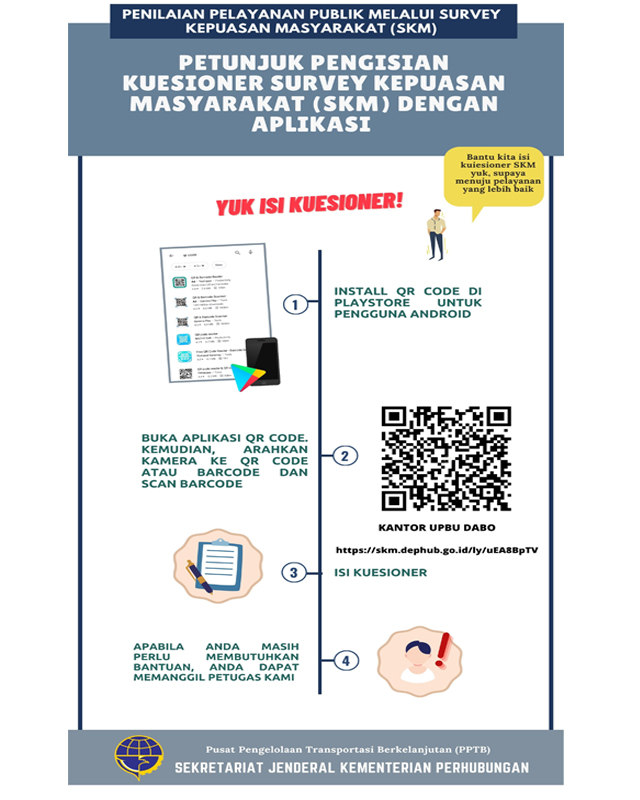 PENILAIAN PELAYANAN PUBLIK MELALUI SURVEY
KEPUASAN MASYARAKAT (SKM)
PETUNJUK PENGISIAN
KUESIONER SURVEY KEPUASAN
MASYARAKAT (SKM) DENGAN
APLIKASI
Bantu kita isi
kuiesioner SKM
yuk, supaya
menuju pelayanan
yang lebih baik
YUK ISI KUESIONER!
1
INSTALL QR CODE DI
PLAYSTORE UNTUK
PENGGUNA ANDROID
BUKA APLIKASI QR CODE.
KEMUDIAN, ARAHKAN
KAMERA KE QR CODE
ATAU BARCODE DAN
SCAN BARCODE
2
KANTOR UPBU DABO
https://skm.dephub.go.id/ly/uEA8BpTV
3
ISI KUESIONER
APABILA ANDA MASIH
PERLU MEMBUTUHKAN
BANTUAN, ANDA DAPAT
MEMANGGIL PETUGAS KAMI
4
Pusat Pengelolaan Transportasi Berkelanjutan (PPTB)
SEKRETARIAT JENDERAL KEMENTERIAN PERHUBUNGAN